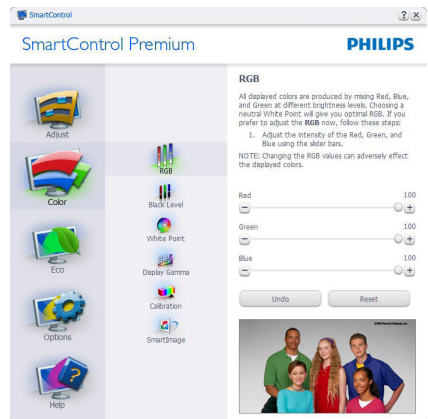 SmartControl
SmartControl Premium
PHILIPS
Adjust
Color
Eco
Options
Help
RGB
Black Level
White Point
Display Gamma
Calibration
SmartImage
RGB
All displayed colors are produced by mixing Red, Blue,
and Green at different brightness levels. Choosing a
neutral White Point will give you optimal RGB. If you
prefer to adjust the RGB now, follow these steps:
1. Adjust the intensity of the Red, Green, and
Blue using the slider bars.
NOTE: Changing the RGB values can adversely effect
the displayed colors.
Red 100
Green 100
Blue 100
Undo Reset